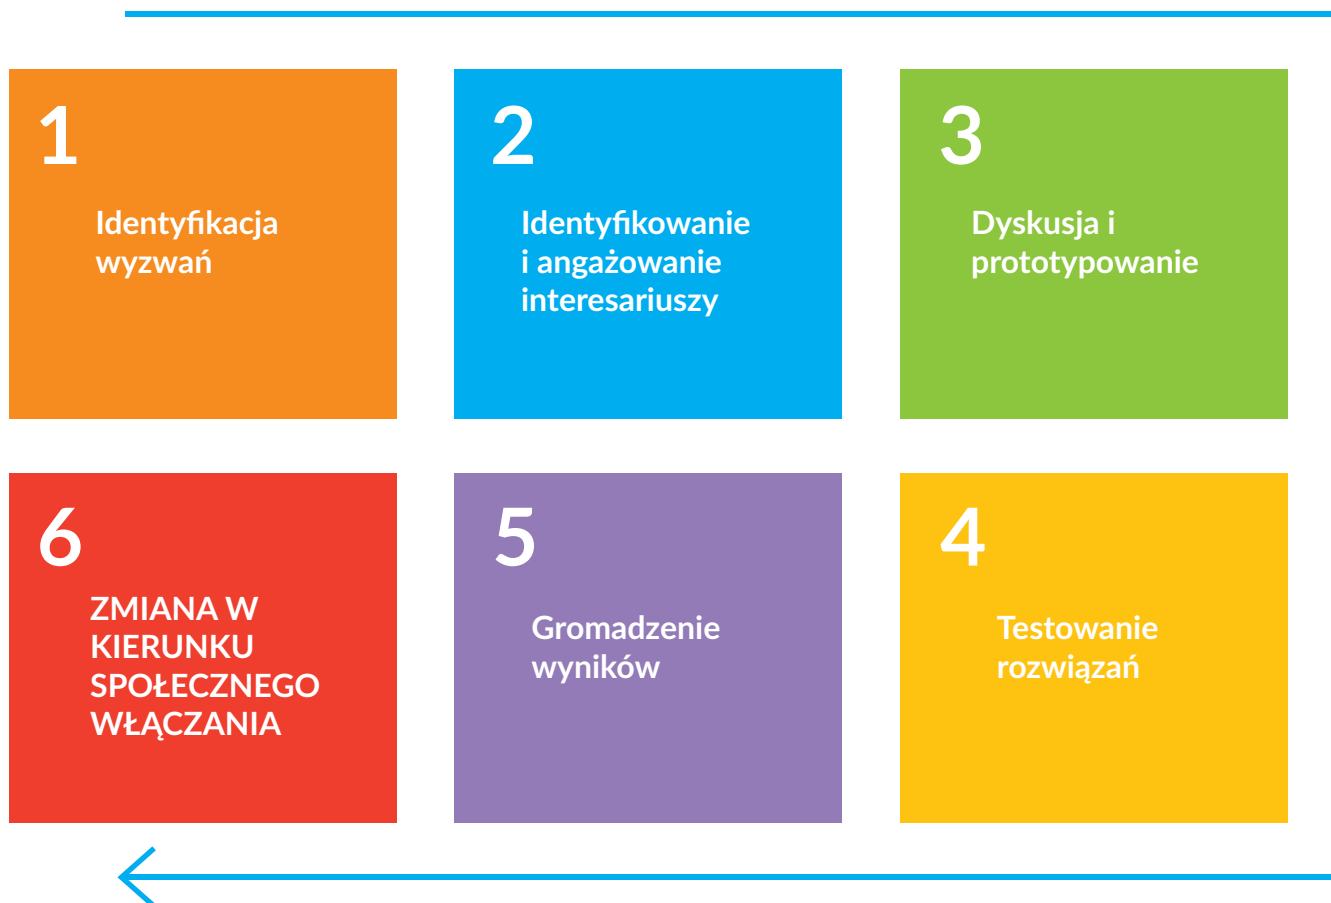 1
Identyfikacja
wyzwań
2
Identyfikowanie
i angażowanie
interesariuszy
3
Dyskusja i
prototypowanie
4
Testowanie
rozwiązań
5
Gromadzenie
wyników
6
ZMIANA W
KIERUNKU
SPOŁECZNEGO
WŁĄCZANIA